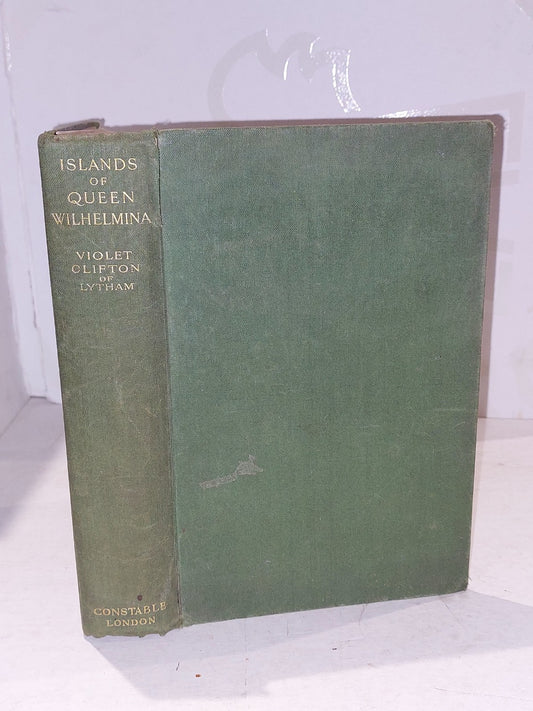 ISLANDS
OF
QUEEN
WILHELMINA
VIOLET
CLIFTON
OF
LYTHAM
CONSTABLE
LONDON